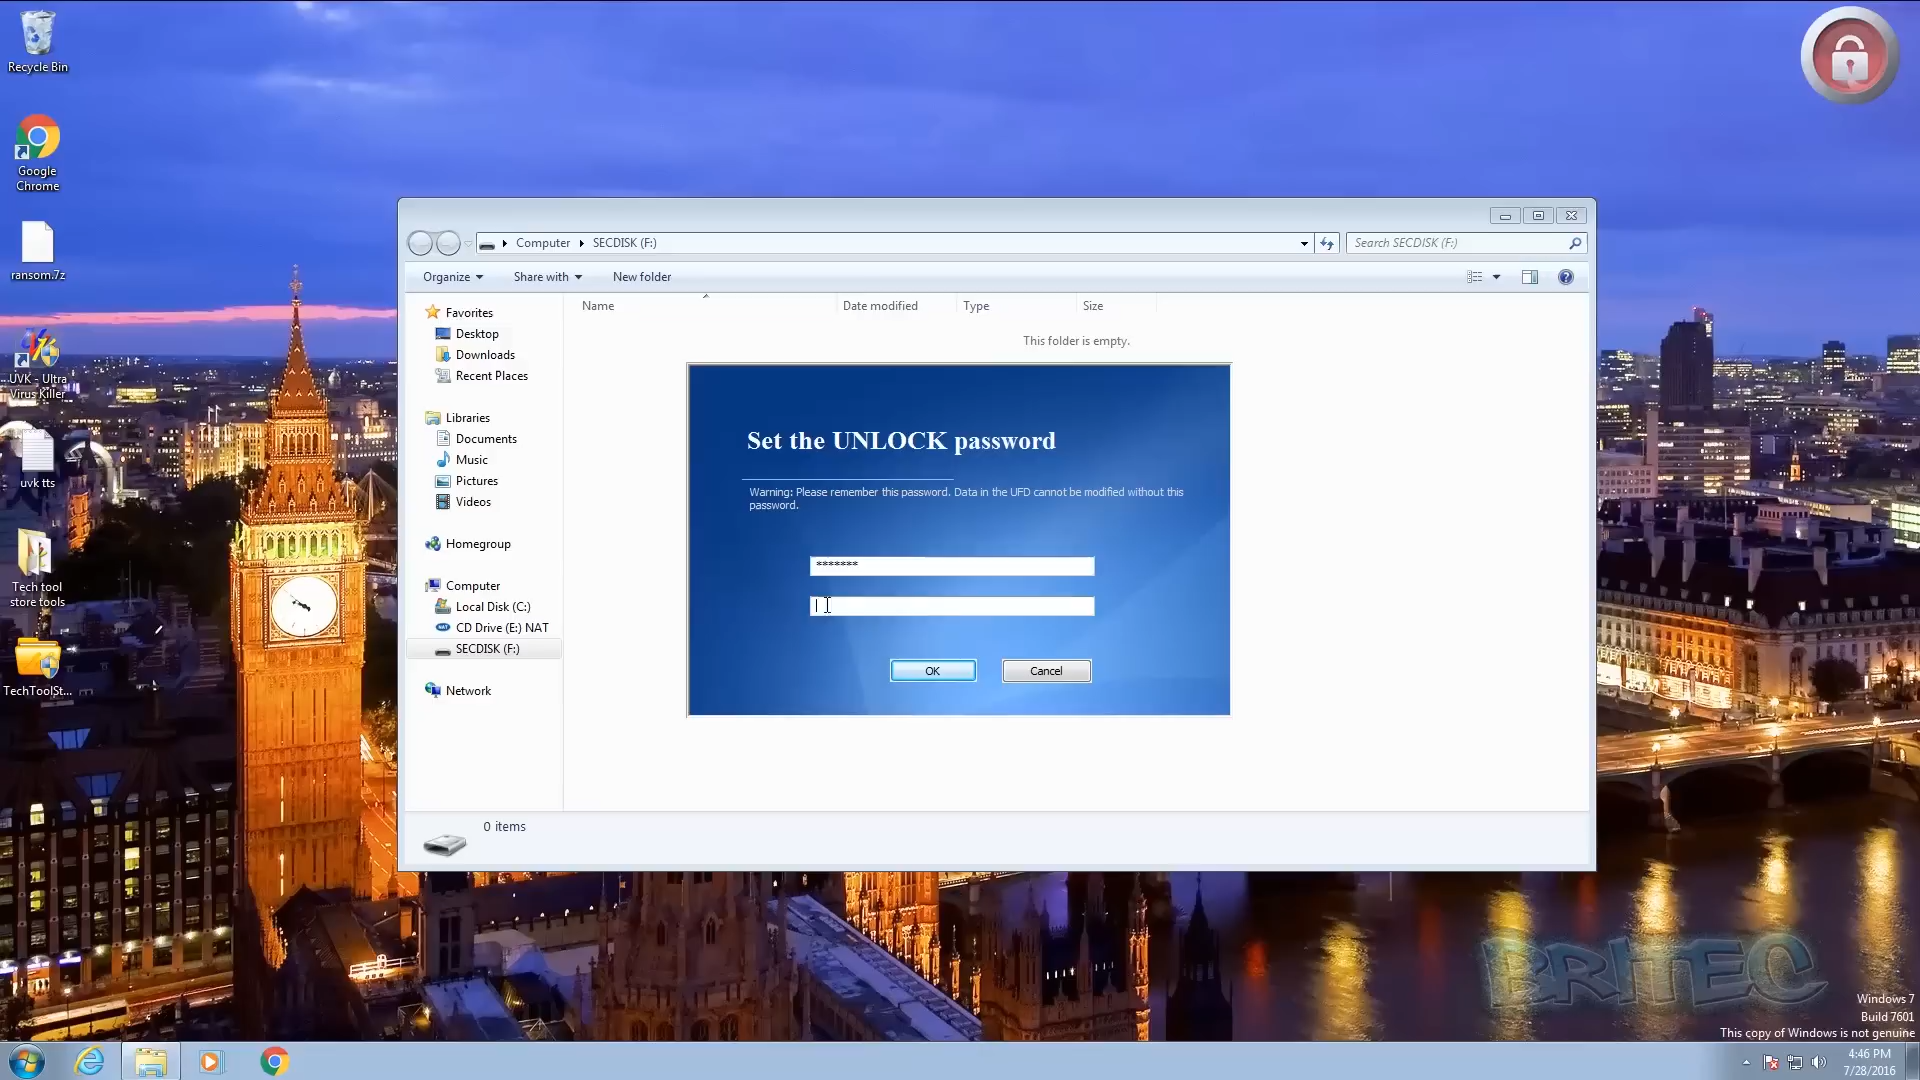 Recycle Bin
Google
Chrome
ransom.7z
UVK - Ultra
Virus Killer
uvk tts
Tech tool
store tools
TechToolSt...
Computer
SECDISK (F:)
Search SECDISK (F:)
Organize
Share with
New folder
Name
Date modified
Type
Size
This folder is empty.
Favorites
Desktop
Downloads
Recent Places
Libraries
Documents
Music
Pictures
Videos
Homegroup
Computer
Local Disk (C:)
CD Drive (E:) NAT
SECDISK (F:)
Network
Set the UNLOCK password
Warning: Please remember this password. Data in the UFD cannot be modified without this
password.
*******
OK
Cancel
0 items
BRITEC
Windows 7
Build 7601
This copy of Windows is not genuine
4:46 PM
7/28/2016